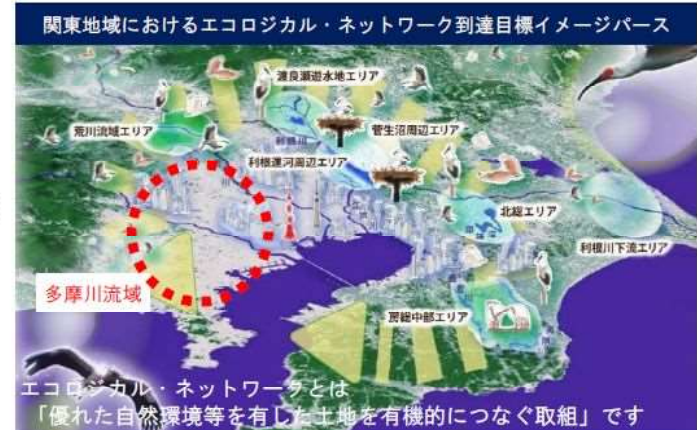 関東地域におけるエコロジカル・ネットワーク到達目標イメージパース
渡良瀬遊水地エリア
荒川流域エリア
菅生沼周辺エリア
利根川
利根運河周辺エリア
北総エリア
利根川下流エリア
多摩川流域
房総中部エリア
エコロジカル・ネットワークとは
「優れた自然環境等を有した土地を有機的につなぐ取組」です